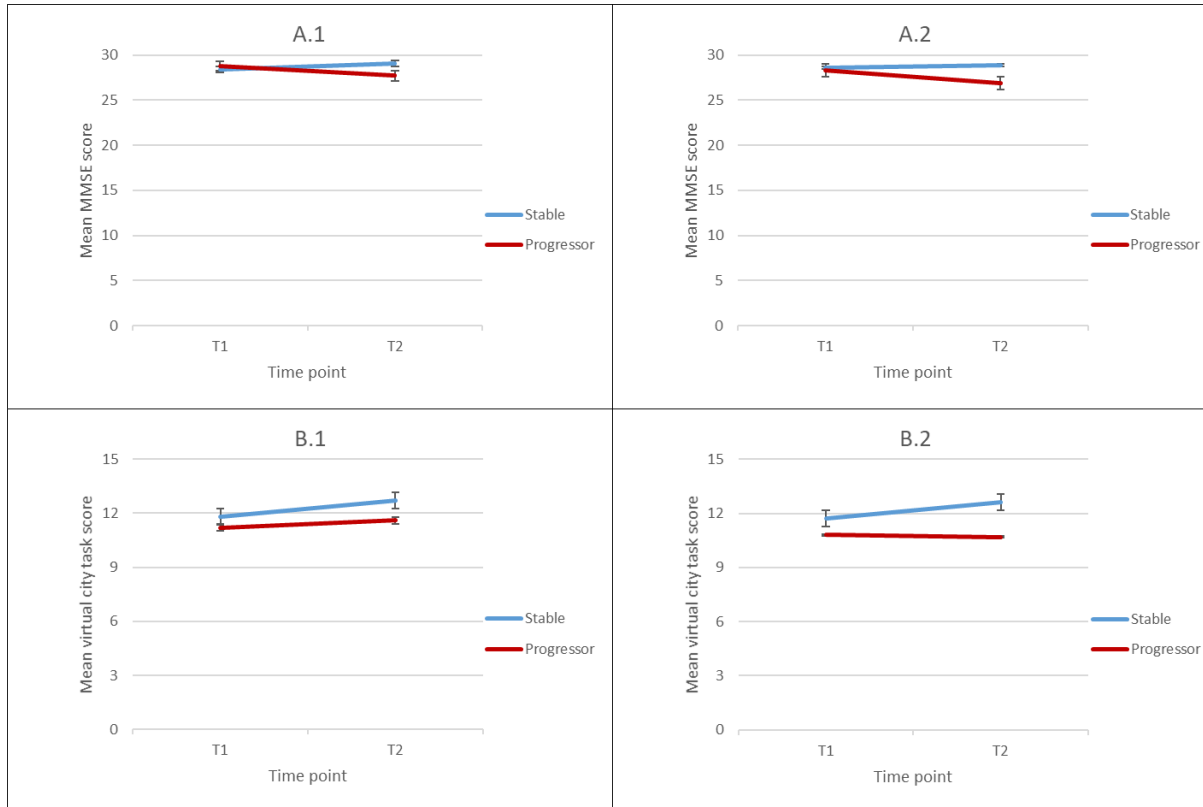 A.1
30
25
20
15
10
5
0
Mean MMSE score
T1 T2
Time point
Stable
Progressor
A.2
30
25
20
15
10
5
0
Mean MMSE score
T1 T2
Time point
Stable
Progressor
B.1
15
12
9
6
3
0
Mean virtual city task score
T1 T2
Time point
Stable
Progressor
B.2
15
12
9
6
3
0
Mean virtual city task score
T1 T2
Time point
Stable
Progressor